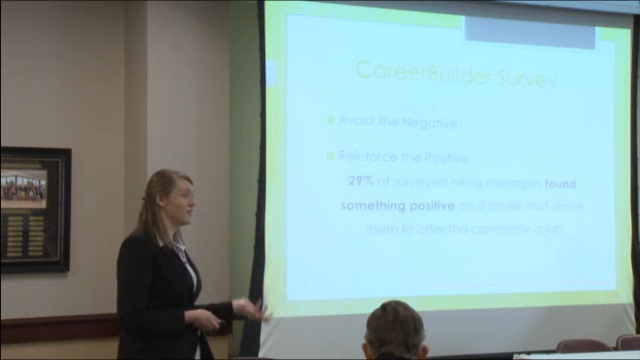 CareerBuilder Survey
Avoid the Negative
Reinforce the Positive
29% of surveyed hiring managers found
something positive on a profile that drove
them to offer the candidate a job